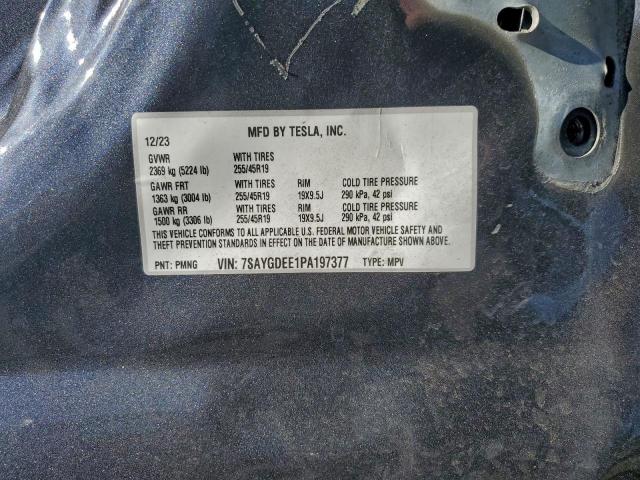 12/23 MFD BY TESLA, INC.
GVWR WITH TIRES
2369 kg (5224 lb) 255/45R19
GAWR FRT WITH TIRES RIM COLD TIRE PRESSURE
1363 kg (3004 lb) 255/45R19 19X9.5J 290 kPa, 42 psi
GAWR RR WITH TIRES RIM COLD TIRE PRESSURE
1500 kg (3306 lb) 255/45R19 19X9.5J 290 kPa, 42 psi
THIS VEHICLE CONFORMS TO ALL APPLICABLE U.S. FEDERAL MOTOR VEHICLE SAFETY AND
THEFT PREVENTION STANDARDS IN EFFECT ON THE DATE OF MANUFACTURE SHOWN ABOVE.
PNT: PMNG VIN: 7SAYGDEE1PA197377 TYPE: MPV